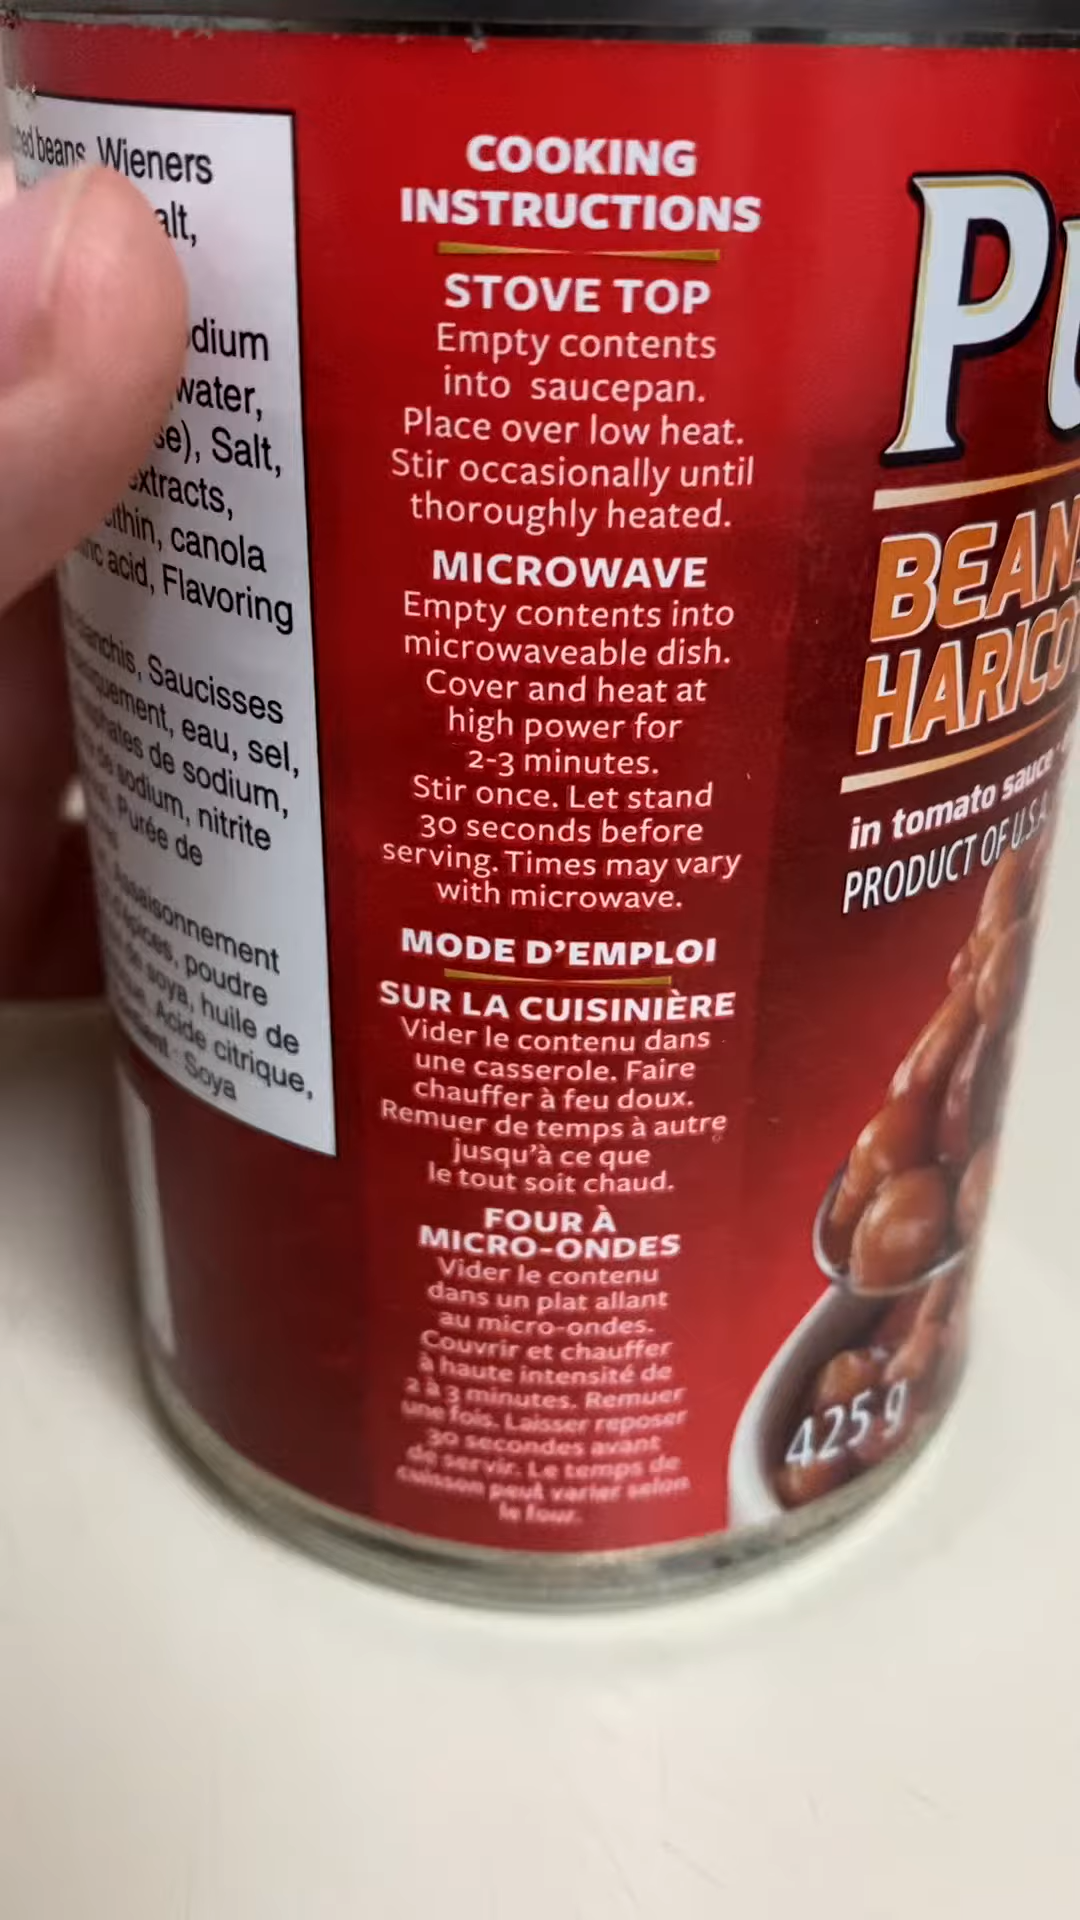 beans, Wieners
alt,
dium
water,
se), Salt,
extracts,
ithin, canola
acid, Flavoring
Saucisses
eau, sel,
de sodium,
de sodium, nitrite
Purée de
Assaisonnement
poudre
soya, huile de
Acide citrique,
Soya
COOKING
INSTRUCTIONS
STOVE TOP
Empty contents
into saucepan.
Place over low heat.
Stir occasionally until
thoroughly heated.
MICROWAVE
Empty contents into
microwaveable dish.
Cover and heat at
high power for
2-3 minutes.
Stir once. Let stand
30 seconds before
serving. Times may vary
with microwave.
MODE D'EMPLOI
SUR LA CUISINIÈRE
Vider le contenu dans
une casserole. Faire
chauffer à feu doux.
Remuer de temps à autre
jusqu'à ce que
le tout soit chaud.
FOUR À
MICRO-ONDES
Vider le contenu
dans un plat allant
au micro-ondes.
Couvrir et chauffer
à haute intensité de
2 à 3 minutes. Remuer
une fois. Laisser reposer
30 secondes avant
de servir. Le temps de
cuisson peut varier selon
le four.
P
BEAN
HARICO
in tomato sauce
PRODUCT OF U.S.A.
425 g